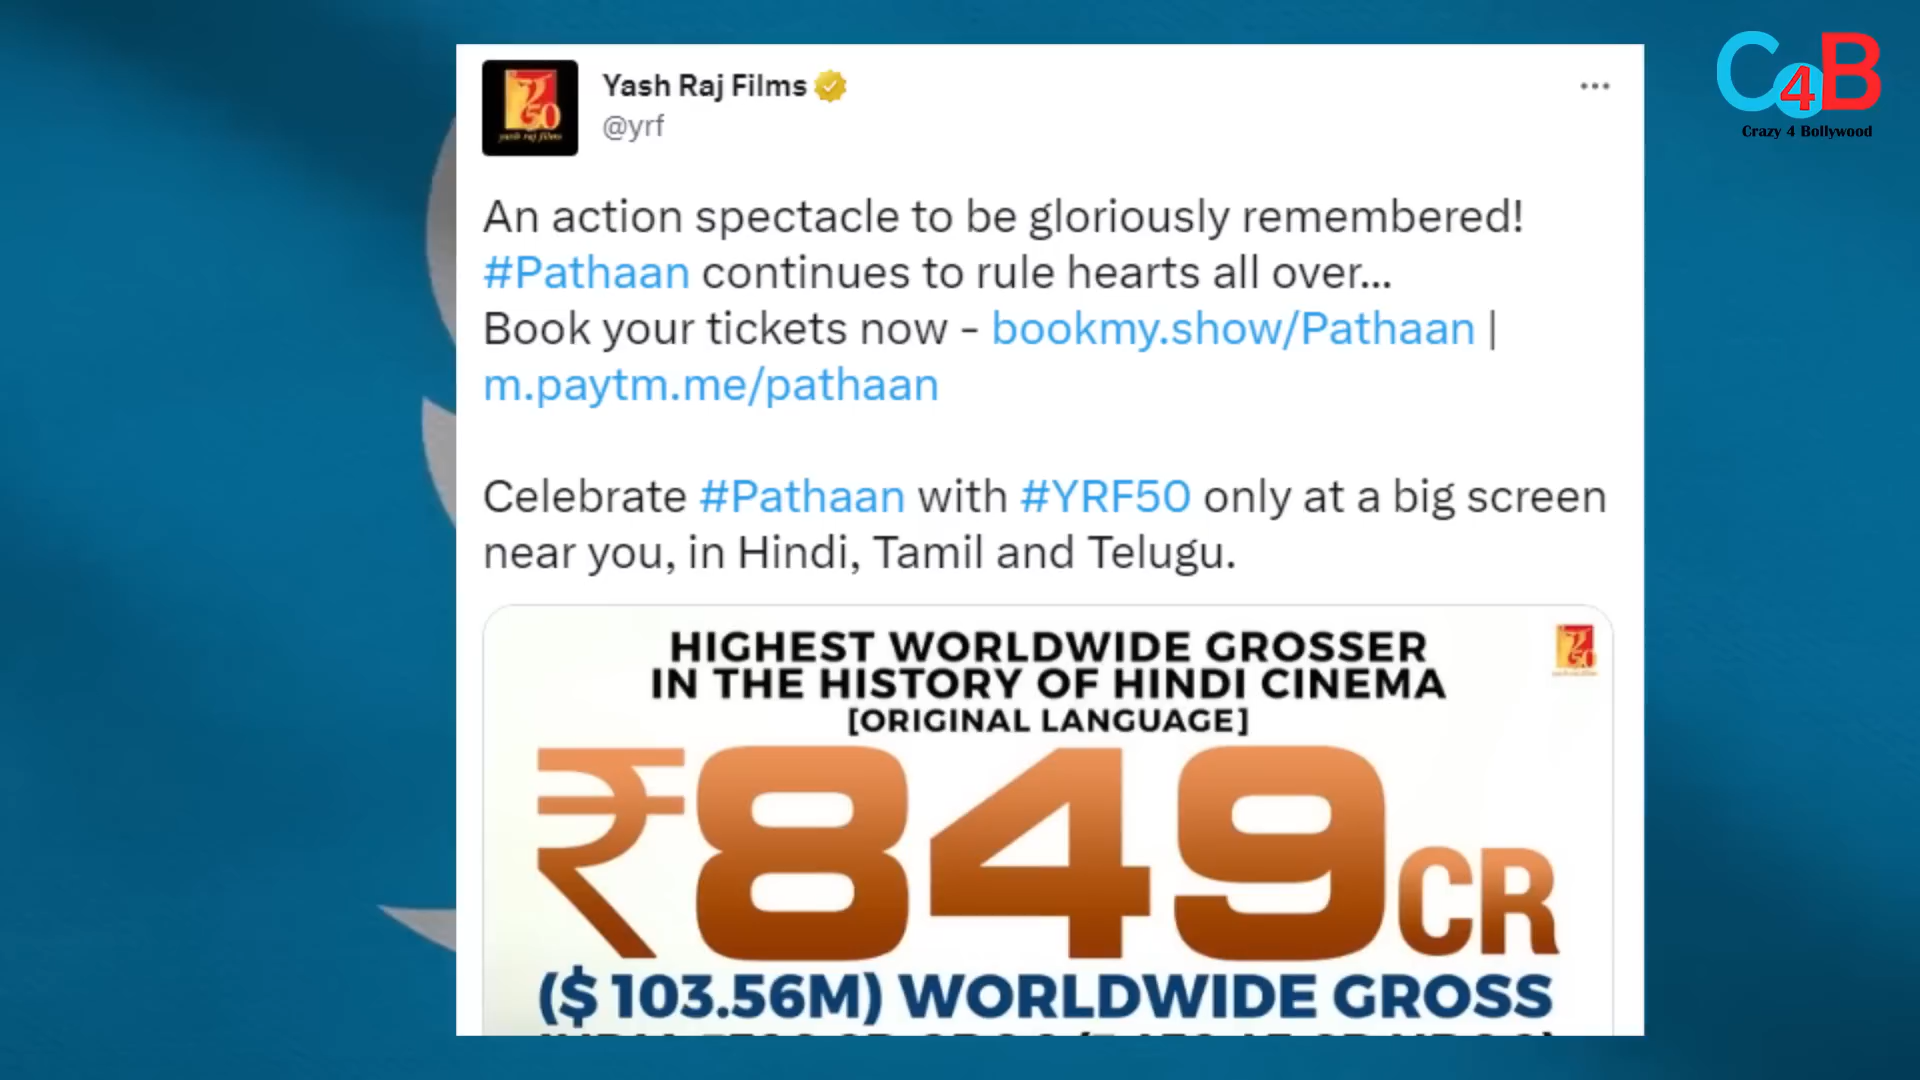 Yash Raj Films
@yrf
C4B
Crazy 4 Bollywood
An action spectacle to be gloriously remembered!
#Pathaan continues to rule hearts all over...
Book your tickets now - bookmy.show/Pathaan |
m.paytm.me/pathaan
Celebrate #Pathaan with #YRF50 only at a big screen
near you, in Hindi, Tamil and Telugu.
HIGHEST WORLDWIDE GROSSER
IN THE HISTORY OF HINDI CINEMA
[ORIGINAL LANGUAGE]
₹849CR
($ 103.56M) WORLDWIDE GROSS